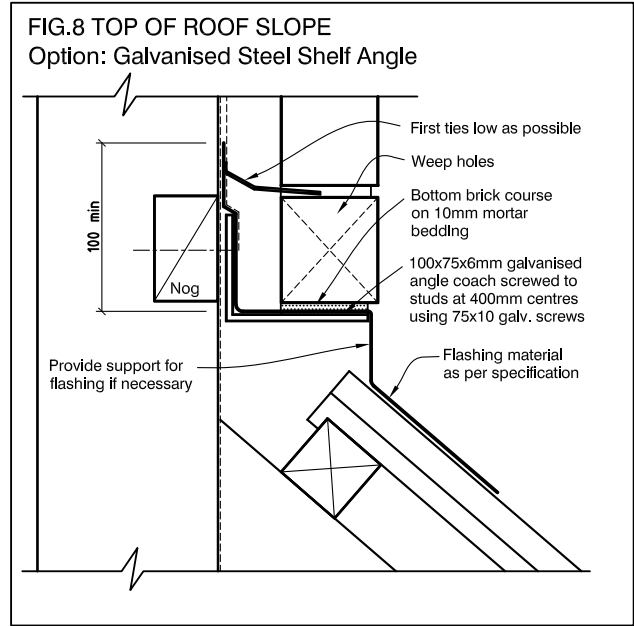 FIG.8 TOP OF ROOF SLOPE
Option: Galvanised Steel Shelf Angle
First ties low as possible
Weep holes
Bottom brick course
on 10mm mortar
bedding
100x75x6mm galvanised
angle coach screwed to
studs at 400mm centres
using 75x10 galv. screws
100 min
Nog
Provide support for
flashing if necessary
Flashing material
as per specification